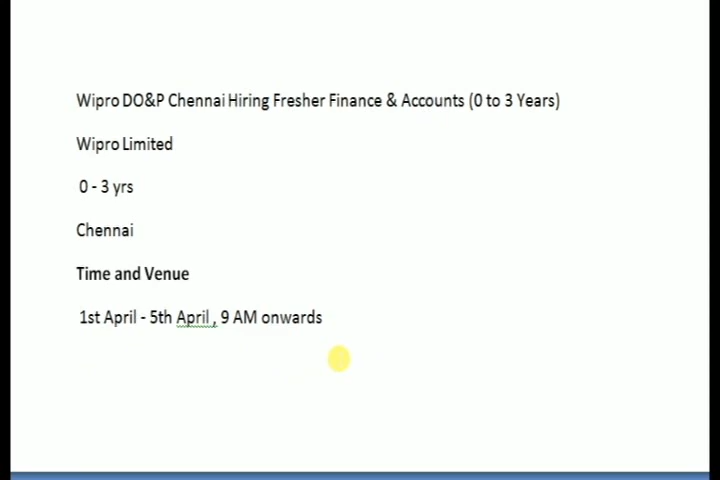 Wipro DO&P Chennai Hiring Fresher Finance & Accounts (0 to 3 Years)
Wipro Limited
0 - 3 yrs
Chennai
Time and Venue
1st April - 5th April , 9 AM onwards